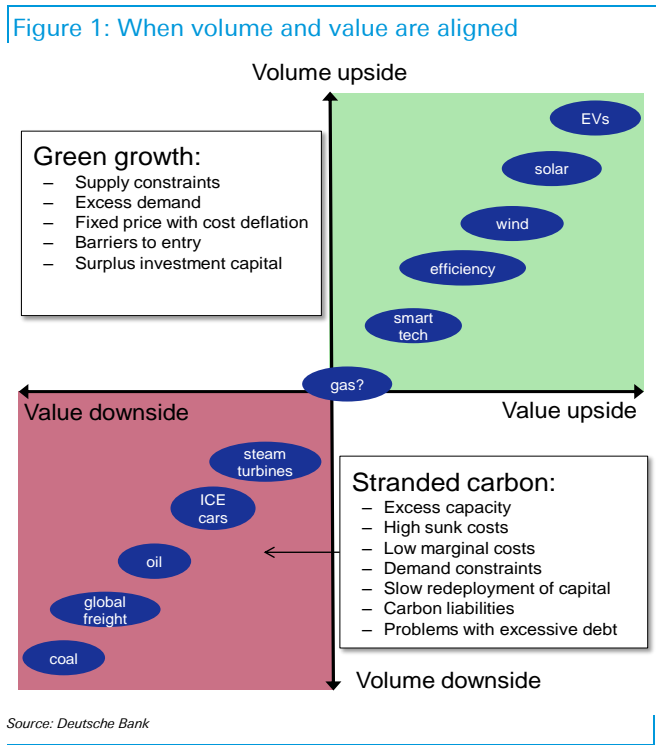 Figure 1: When volume and value are aligned
Volume upside
EVs
Green growth:
– Supply constraints
– Excess demand
– Fixed price with cost deflation
– Barriers to entry
– Surplus investment capital
solar
wind
efficiency
smart
tech
gas?
Value downside
Value upside
steam
turbines
ICE
cars
oil
global
freight
coal
Stranded carbon:
– Excess capacity
– High sunk costs
– Low marginal costs
– Demand constraints
– Slow redeployment of capital
– Carbon liabilities
– Problems with excessive debt
Volume downside
Source: Deutsche Bank